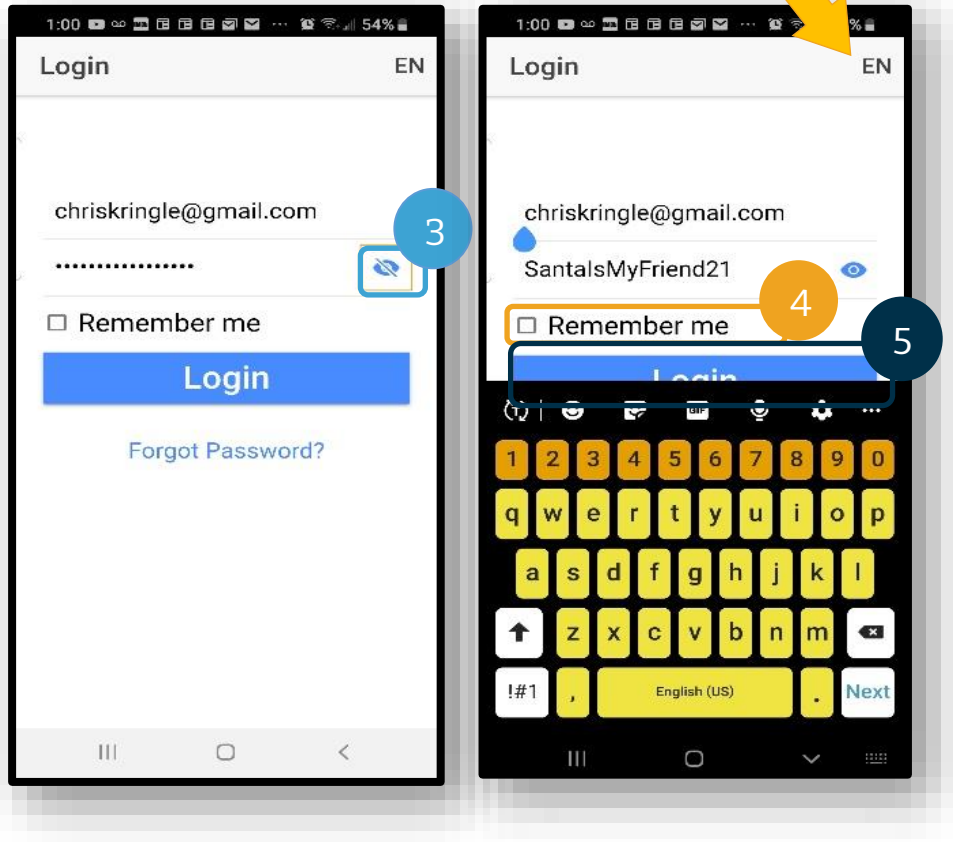 1:00 54%
Login EN
chriskringle@gmail.com
3
•••••••••••••••••
Remember me
Login
Forgot Password?
1:00 %
Login EN
chriskringle@gmail.com
SantaIsMyFriend21
4
Remember me
5
Login
GIF
1 2 3 4 5 6 7 8 9 0
q w e r t y u i o p
a s d f g h j k l
z x c v b n m
!#1 , English (US) . Next